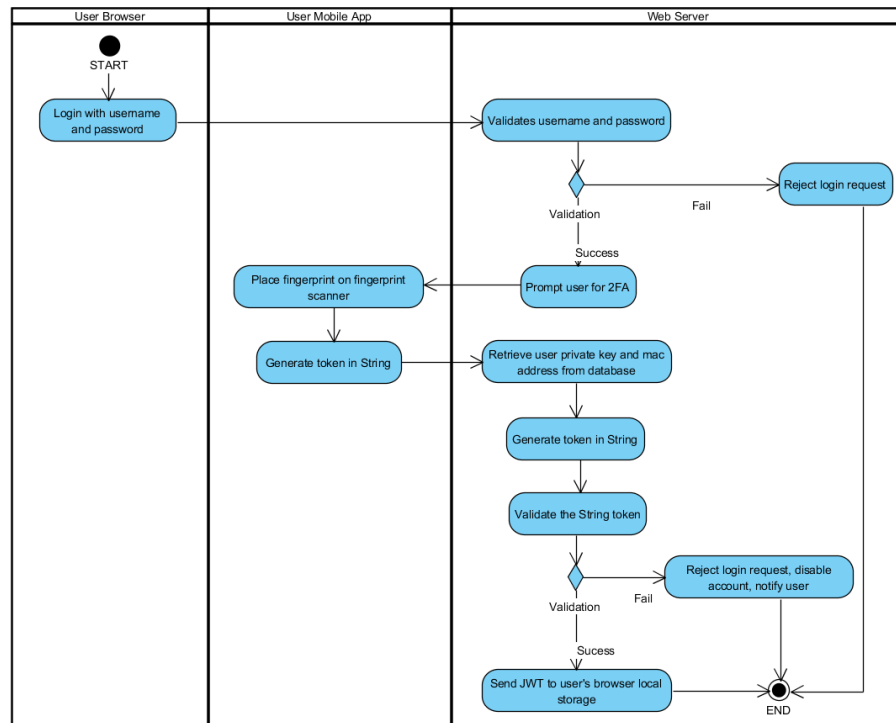 User Browser
User Mobile App
Web Server
START
Login with username
and password
Validates username and password
Reject login request
Validation
Fail
Success
Place fingerprint on fingerprint
scanner
Prompt user for 2FA
Generate token in String
Retrieve user private key and mac
address from database
Generate token in String
Validate the String token
Reject login request, disable
account, notify user
Validation
Fail
Sucess
Send JWT to user's browser local
storage
END